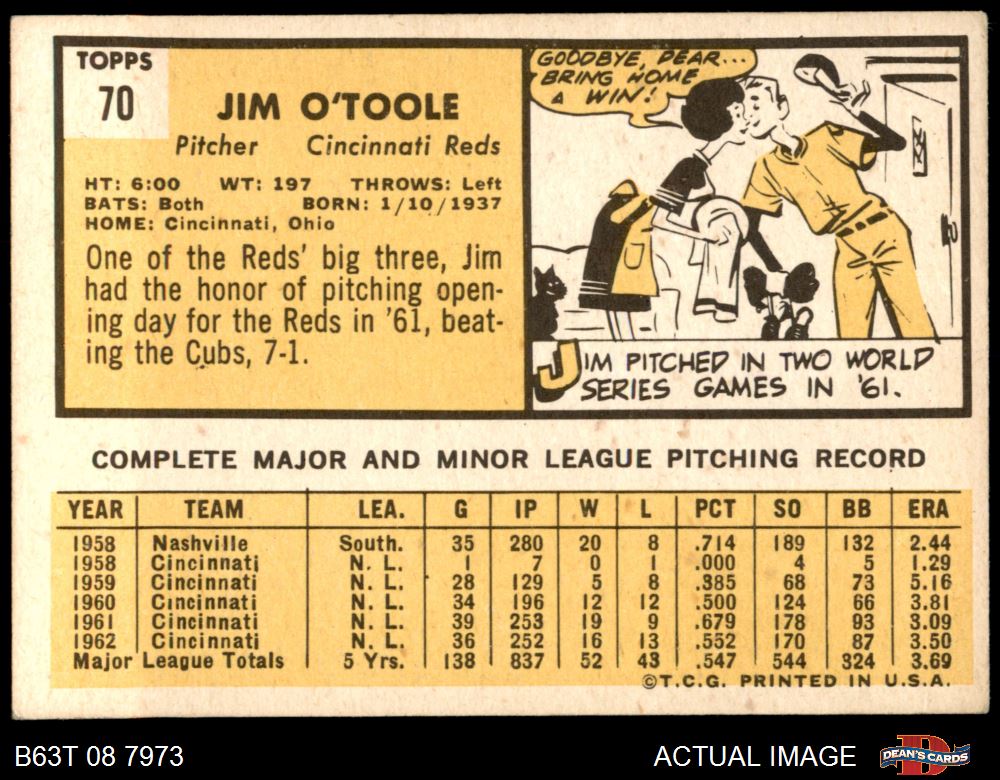 TOPPS
70
JIM O'TOOLE
Pitcher Cincinnati Reds
HT: 6:00 WT: 197 THROWS: Left
BATS: Both BORN: 1/10/1937
HOME: Cincinnati, Ohio
One of the Reds' big three, Jim
had the honor of pitching open-
ing day for the Reds in '61, beat-
ing the Cubs, 7-1.
GOODBYE, DEAR...
BRING HOME
A WIN!
JIM PITCHED IN TWO WORLD
SERIES GAMES IN '61.
COMPLETE MAJOR AND MINOR LEAGUE PITCHING RECORD
YEAR TEAM LEA. G IP W L PCT SO BB ERA
1958 Nashville South. 35 280 20 8 .714 189 132 2.44
1958 Cincinnati N. L. 1 7 0 1 .000 4 5 1.29
1959 Cincinnati N. L. 28 129 5 8 .385 68 73 5.16
1960 Cincinnati N. L. 34 196 12 12 .500 124 66 3.81
1961 Cincinnati N. L. 39 253 19 9 .679 178 93 3.09
1962 Cincinnati N. L. 36 252 16 13 .552 170 87 3.50
Major League Totals 5 Yrs. 138 837 52 43 .547 544 324 3.69
©T.C.G. PRINTED IN U.S.A.
B63T 08 7973 ACTUAL IMAGE DEAN'S CARDS